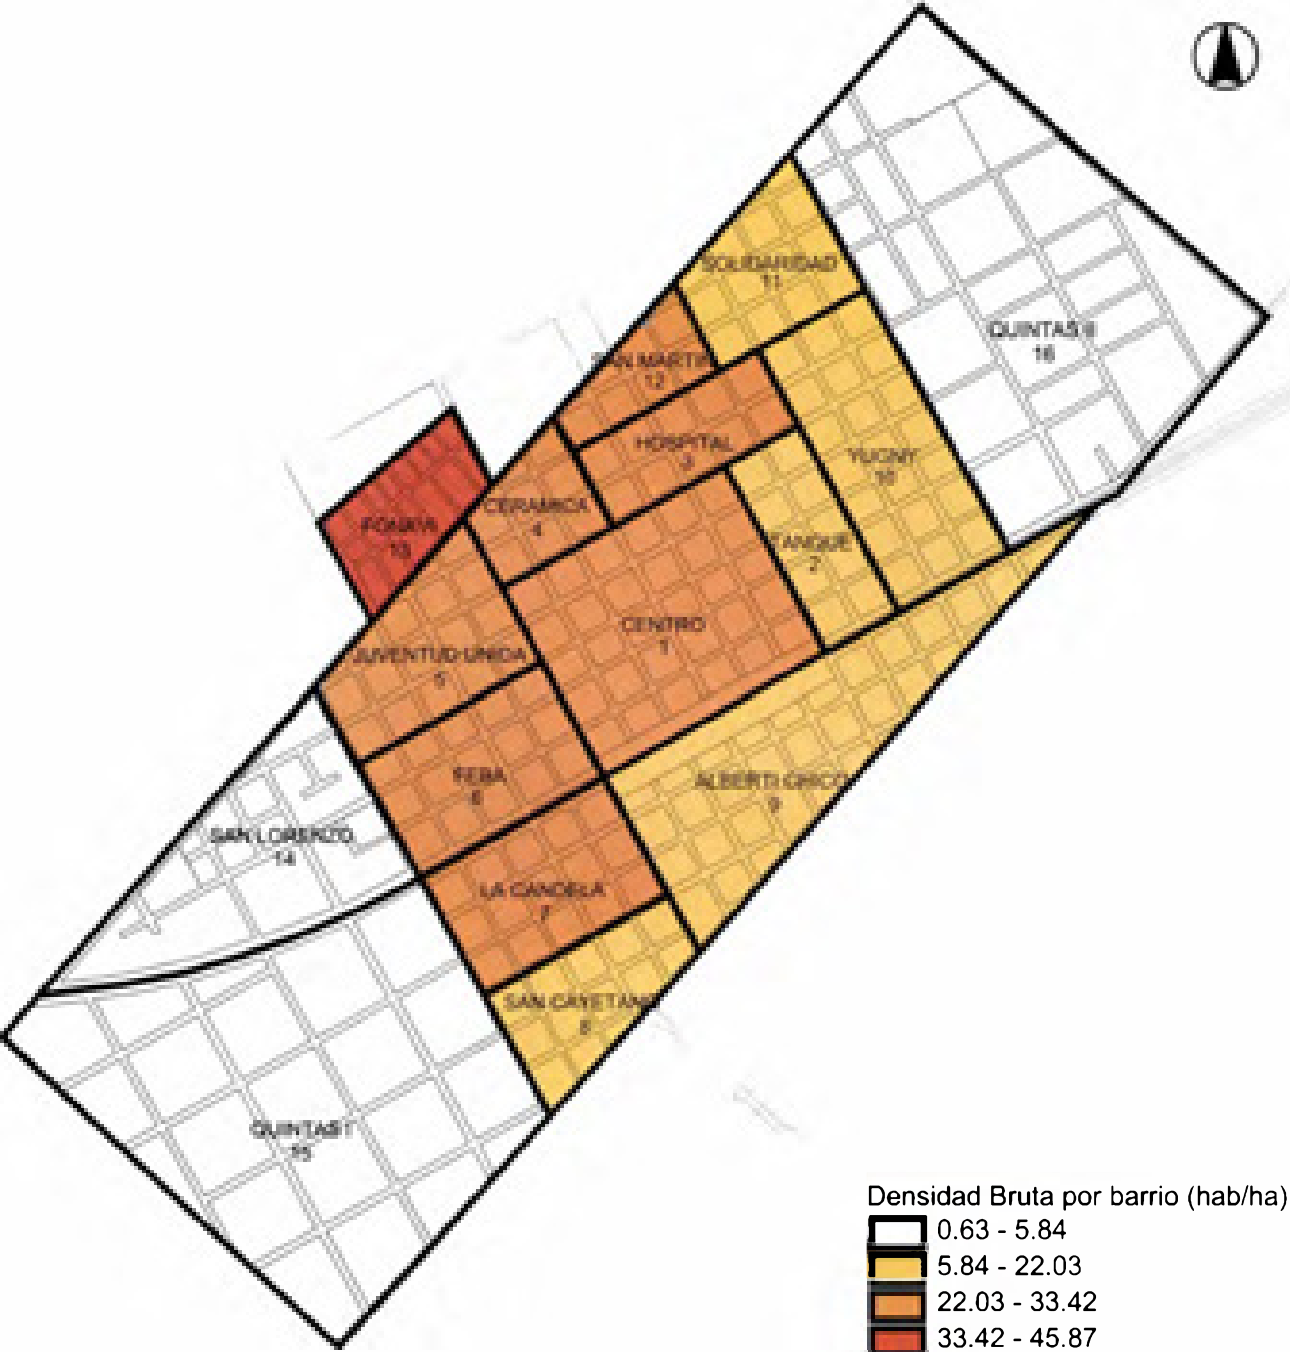 SOLIDARIDAD
11
QUINTAS II
16
SAN MARTIN
12
HOSPITAL
3
YUGNY
10
CERAMICA
4
FONAVI
13
TANQUE
2
CENTRO
1
JUVENTUD UNIDA
5
FEBA
6
ALBERTI CHICO
9
SAN LORENZO
14
LA CANDELA
7
SAN CAYETANO
8
QUINTAS I
15
Densidad Bruta por barrio (hab/ha)
0.63 - 5.84
5.84 - 22.03
22.03 - 33.42
33.42 - 45.87